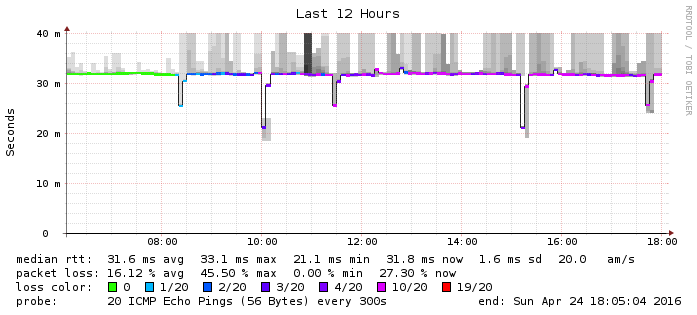 Last 12 Hours
RRDTOOL / TOBI OETIKER
Seconds
40 m
30 m
20 m
10 m
0
08:00 10:00 12:00 14:00 16:00 18:00
median rtt: 31.6 ms avg 33.1 ms max 21.1 ms min 31.8 ms now 1.6 ms sd 20.0 am/s
packet loss: 16.12 % avg 45.50 % max 0.00 % min 27.30 % now
loss color: 0 1/20 2/20 3/20 4/20 10/20 19/20
probe: 20 ICMP Echo Pings (56 Bytes) every 300s end: Sun Apr 24 18:05:04 2016